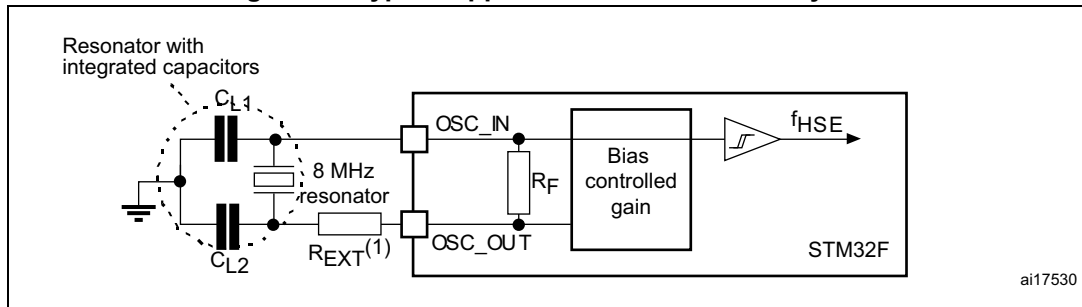 Resonator with
integrated capacitors
CL1
OSC_IN
fHSE
8 MHz
resonator
RF
Bias
controlled
gain
REXT(1)
OSC_OUT
STM32F
CL2
ai17530